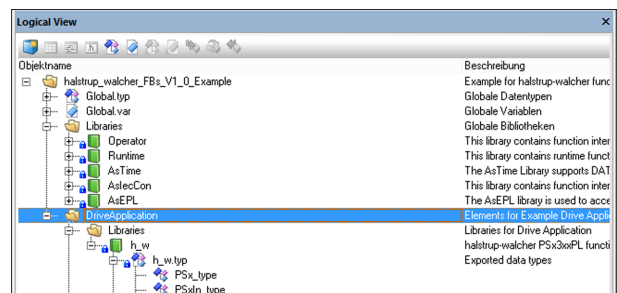 Logical View
Objektname Beschreibung
halstrup_walcher_FBs_V1_0_Example Example for halstrup-walcher func
Global.typ Globale Datentypen
Global.var Globale Variablen
Libraries Globale Bibliotheken
Operator This library contains function inter
Runtime This library contains runtime funct
AsTime The AsTime Library supports DAT
AsIecCon This library contains function inter
AsEPL The AsEPL library is used to acce
DriveApplication Elements for Example Drive Appli
Libraries Libraries for Drive Application
h_w halstrup-walcher PSx3xxPL functi
h_w.typ Exported data types
PSx_type
PSxIn_type